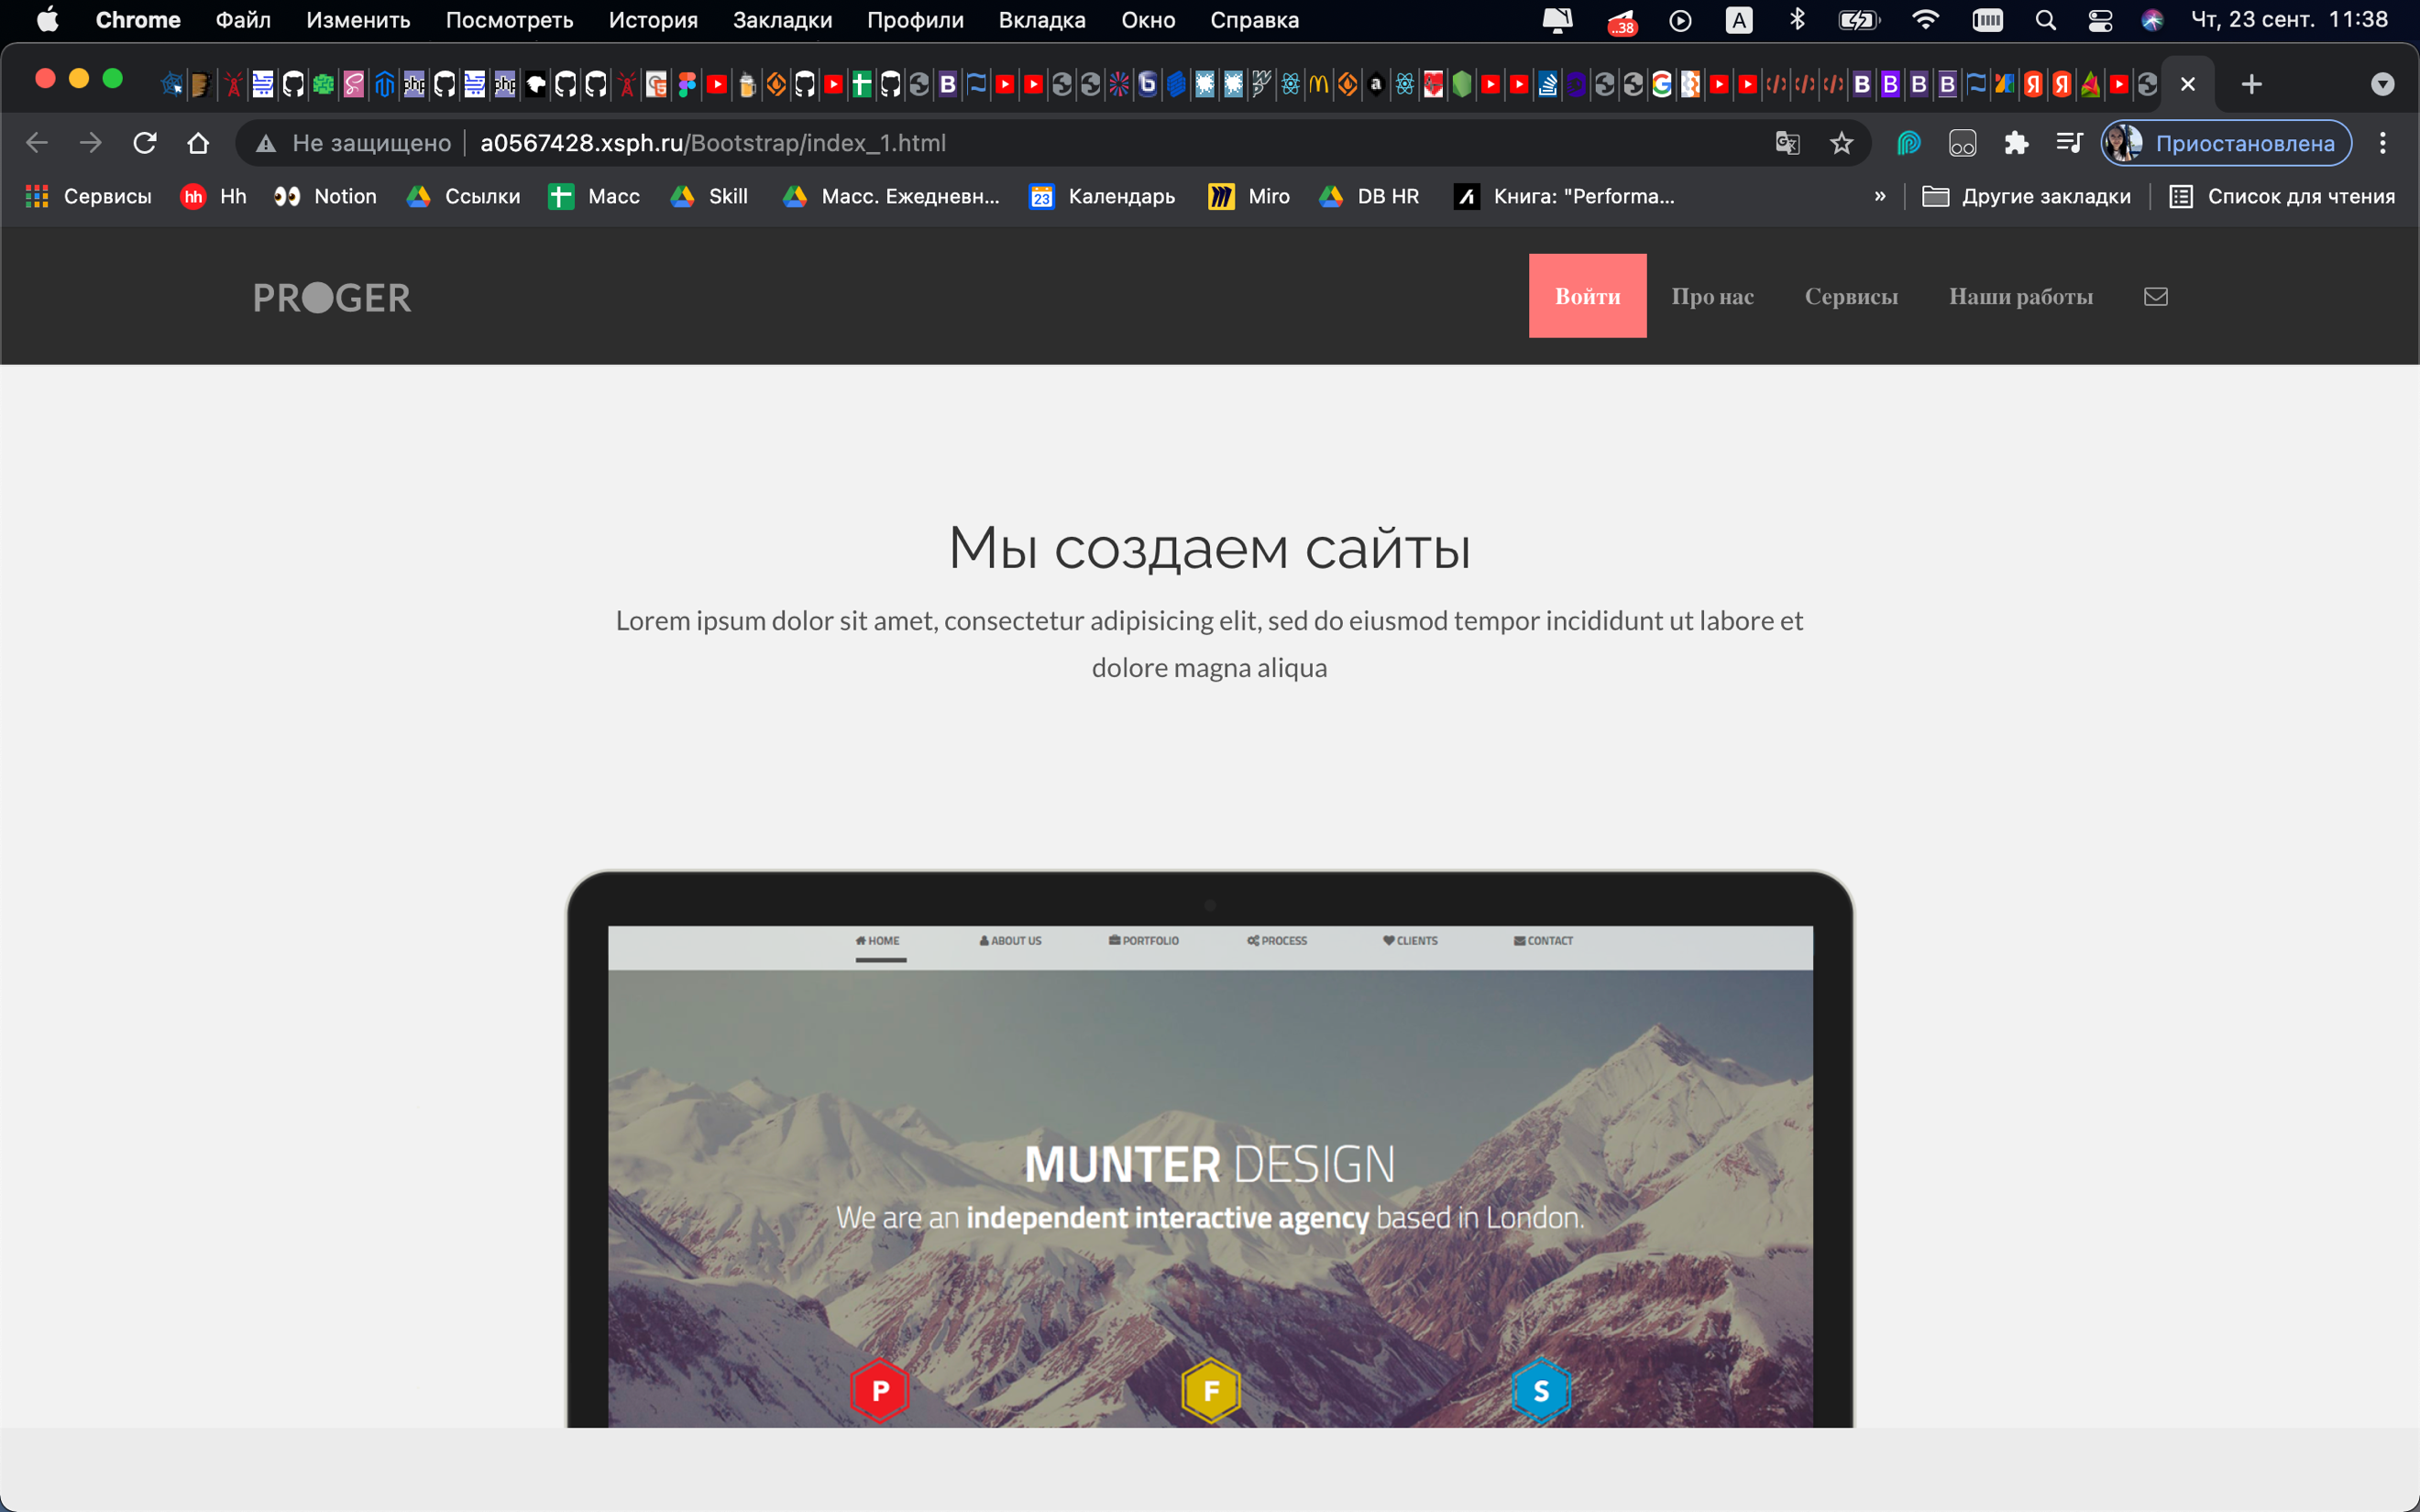 Chrome Файл Изменить Посмотреть История Закладки Профили Вкладка Окно Справка ..38 A Чт, 23 сент. 11:38
Не защищено a0567428.xsph.ru/Bootstrap/index_1.html Приостановлена
Сервисы hh Hh Notion Ссылки Масс Skill Масс. Ежедневн... 23 Календарь Miro DB HR Книга: "Performa... » Другие закладки Список для чтения
PROGER Войти Про нас Сервисы Наши работы
Мы создаем сайты
Lorem ipsum dolor sit amet, consectetur adipisicing elit, sed do eiusmod tempor incididunt ut labore et
dolore magna aliqua
HOME ABOUT US PORTFOLIO PROCESS CLIENTS CONTACT
MUNTER DESIGN
We are an independent interactive agency based in London.
P F S